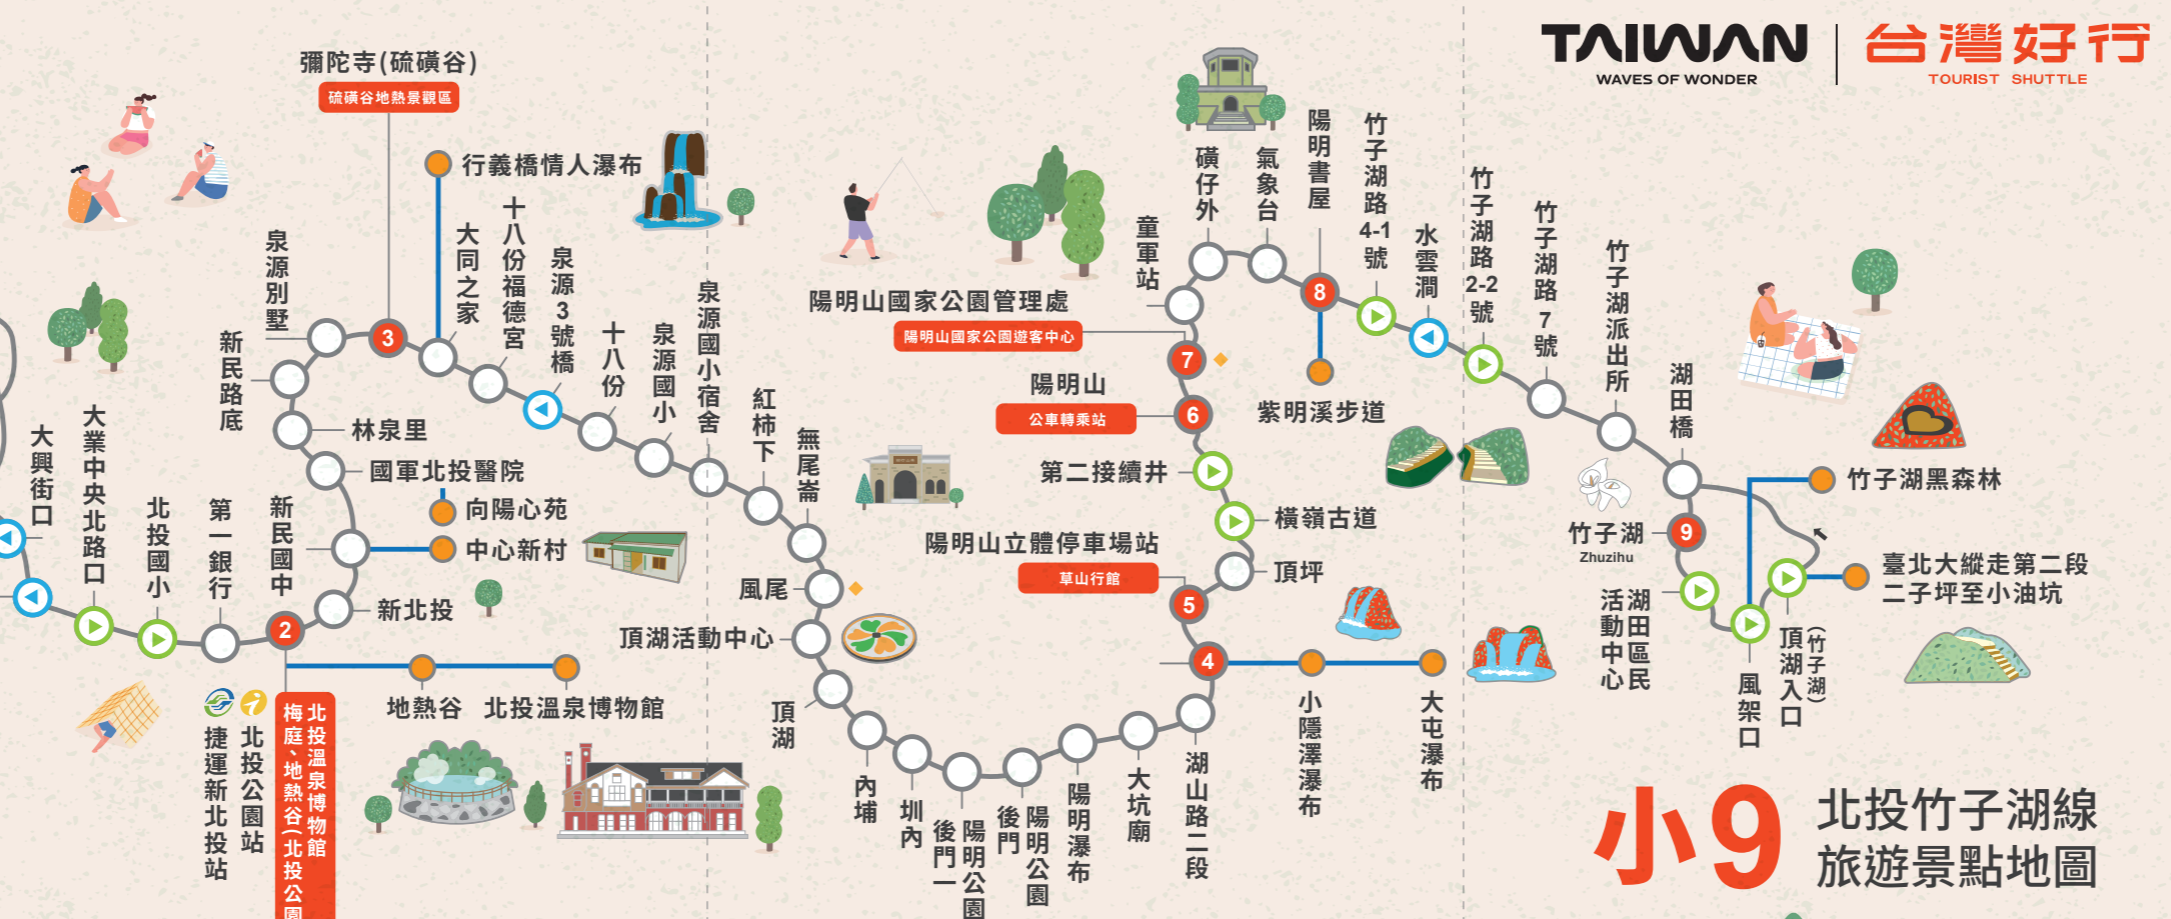 TAIWAN
WAVES OF WONDER
台灣好行
TOURIST SHUTTLE
彌陀寺(硫磺谷)
硫磺谷地熱景觀區
行義橋情人瀑布
大同之家
十八份福德宮
泉源3號橋
十八份
泉源國小
泉源國小宿舍
紅柿下
無尾崙
泉源別墅
新民路底
林泉里
國軍北投醫院
向陽心苑
中心新村
新北投
大興街口
大業中央北路口
北投國小
第一銀行
新民國中
3
2
地熱谷
北投溫泉博物館
捷運新北投站
北投公園站
北投溫泉博物館
梅庭、地熱谷(北投公園
風尾
頂湖活動中心
頂湖
內埔
圳內
陽明公園
後門一
陽明公園
後門
陽明瀑布
大坑廟
湖山路二段
4
小隱潭瀑布
大屯瀑布
陽明山立體停車場站
草山行館
5
頂坪
橫嶺古道
第二接續井
陽明山
公車轉乘站
6
陽明山國家公園管理處
陽明山國家公園遊客中心
7
童軍站
磺仔外
氣象台
陽明書屋
8
紫明溪步道
竹子湖路4-1號
水雲澗
竹子湖路2-2號
竹子湖路7號
竹子湖派出所
湖田橋
竹子湖
Zhuzihu
9
湖田區民
活動中心
風架口
頂湖入口
(竹子湖)
竹子湖黑森林
臺北大縱走第二段
二子坪至小油坑
小9
北投竹子湖線
旅遊景點地圖